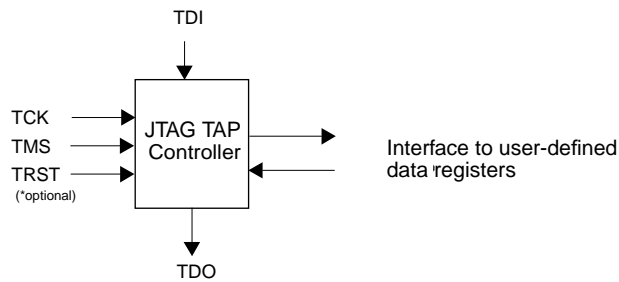 TDI
TCK
TMS
TRST
(*optional)
JTAG TAP
Controller
Interface to user-defined
data registers
TDO